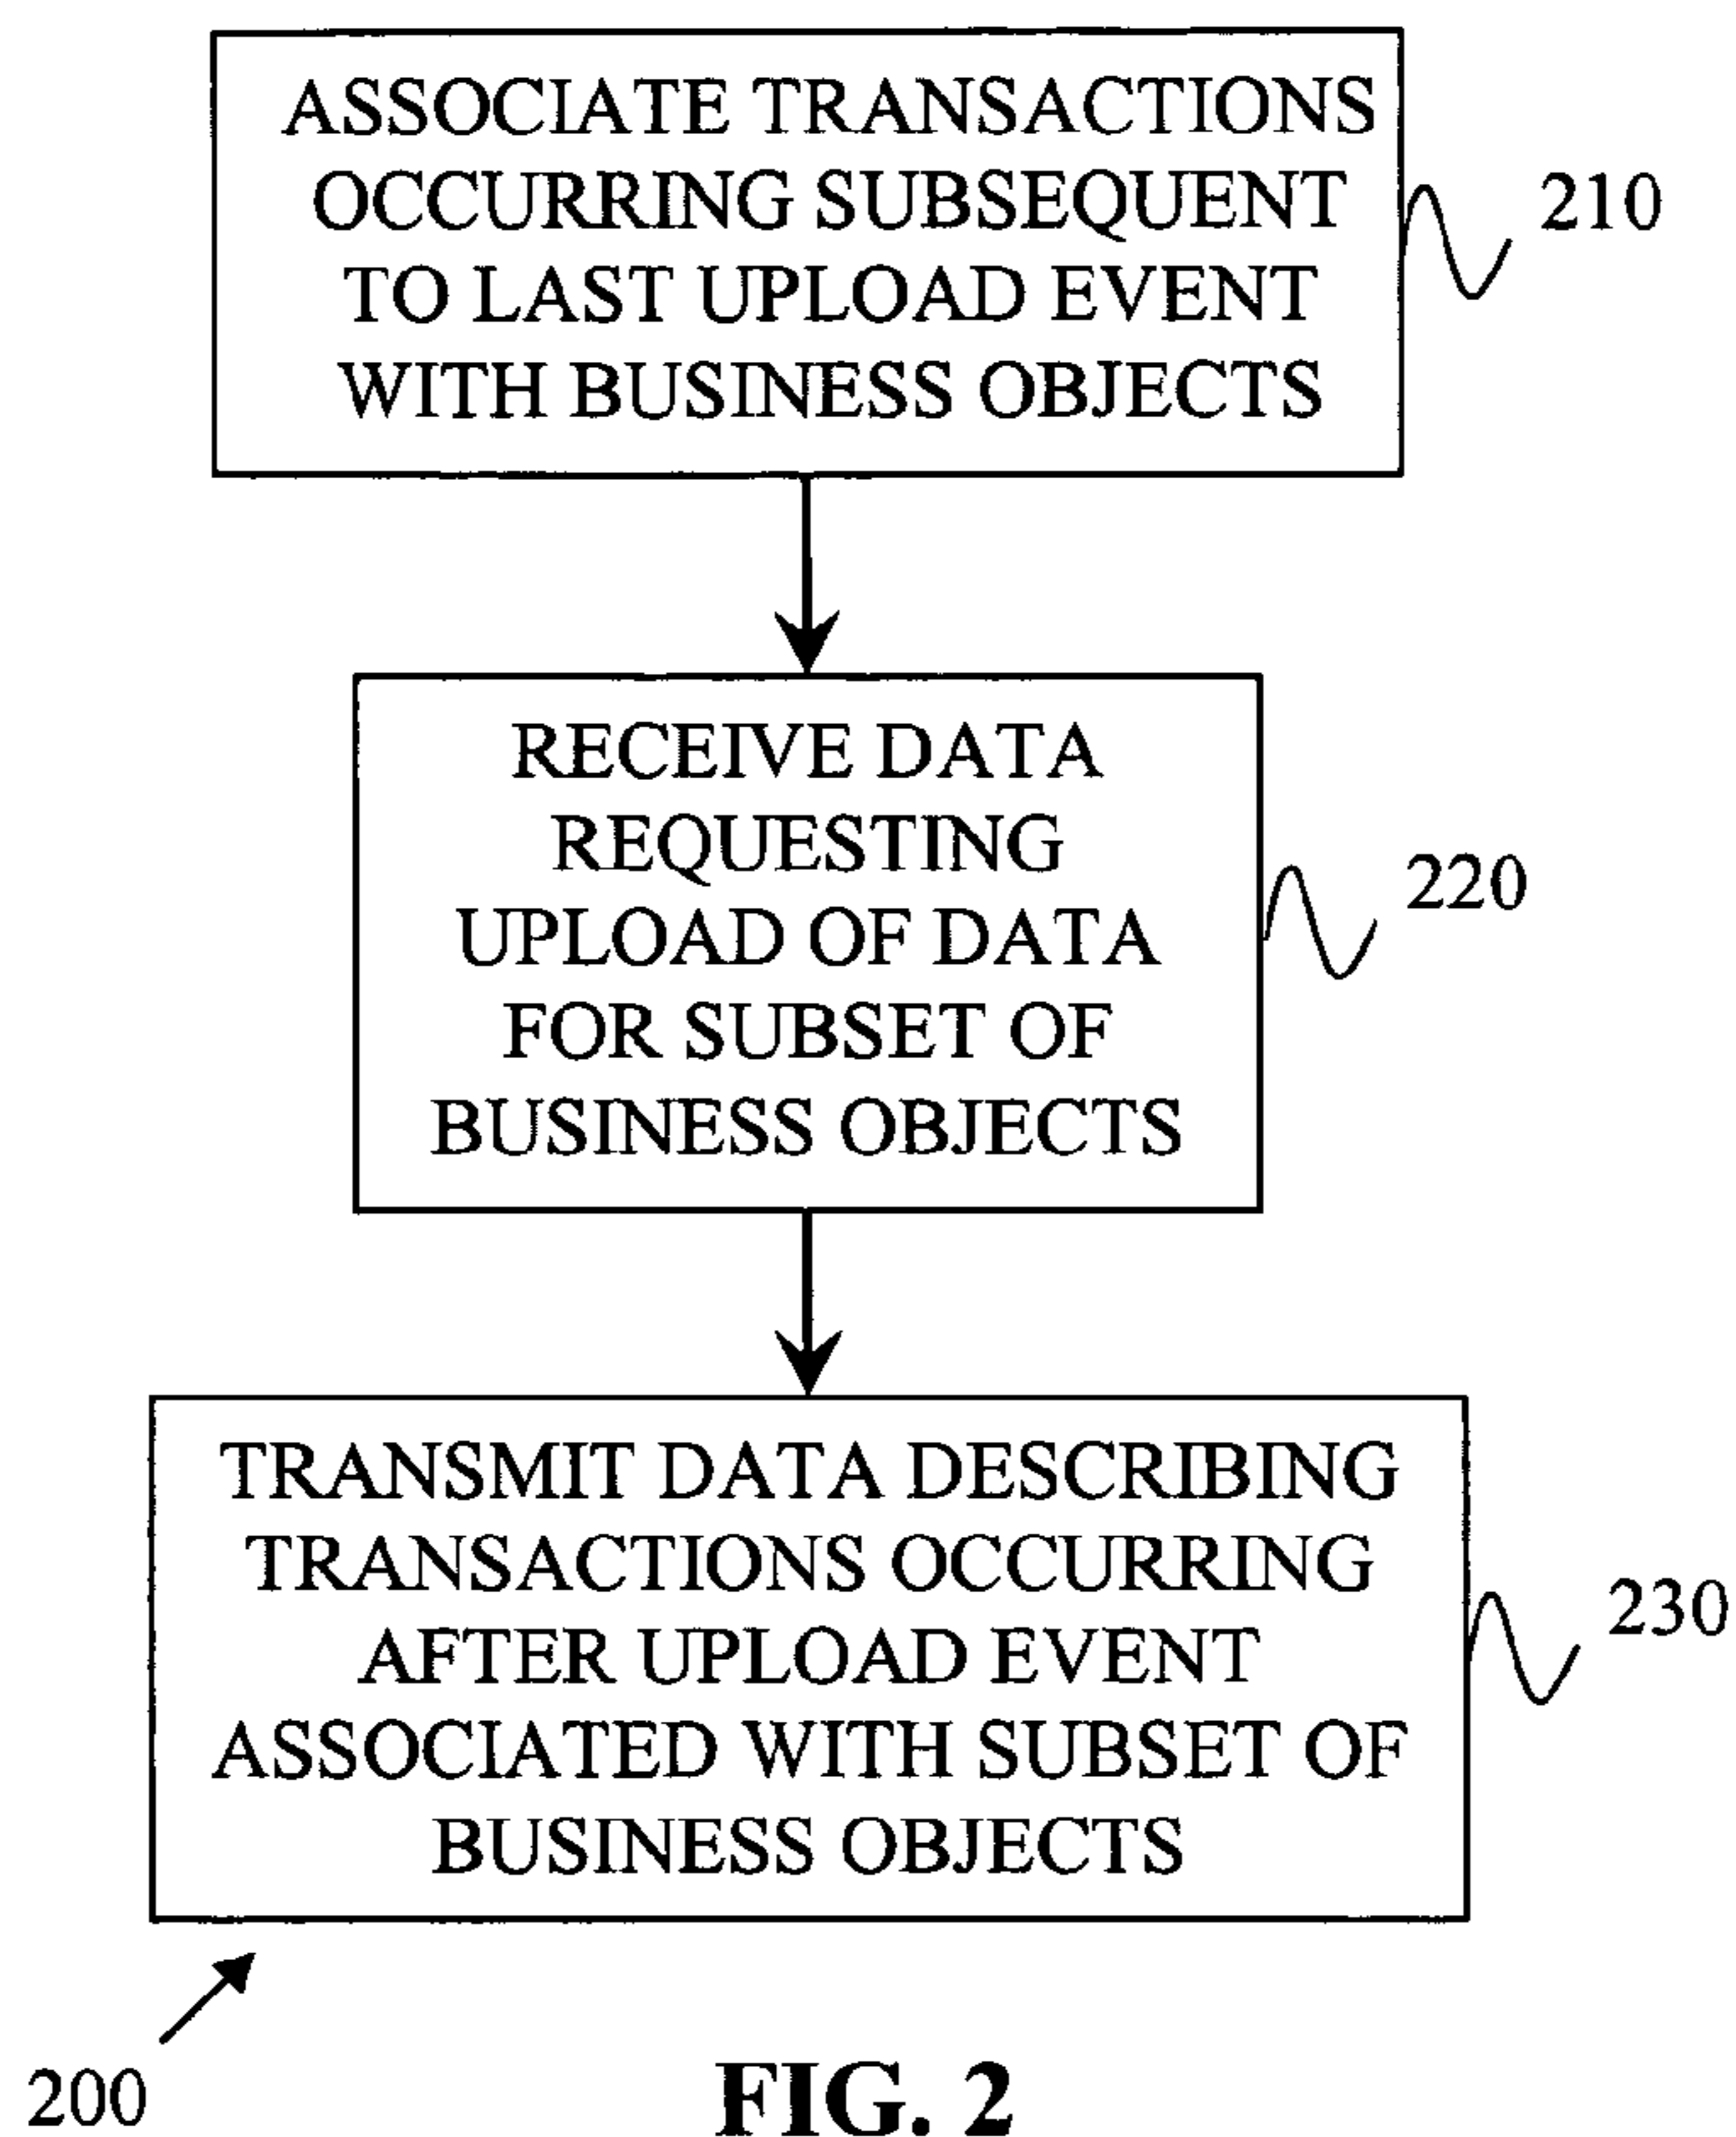 ASSOCIATE TRANSACTIONS
OCCURRING SUBSEQUENT
TO LAST UPLOAD EVENT
WITH BUSINESS OBJECTS
210
RECEIVE DATA
REQUESTING
UPLOAD OF DATA
FOR SUBSET OF
BUSINESS OBJECTS
220
TRANSMIT DATA DESCRIBING
TRANSACTIONS OCCURRING
AFTER UPLOAD EVENT
ASSOCIATED WITH SUBSET OF
BUSINESS OBJECTS
230
200
FIG. 2